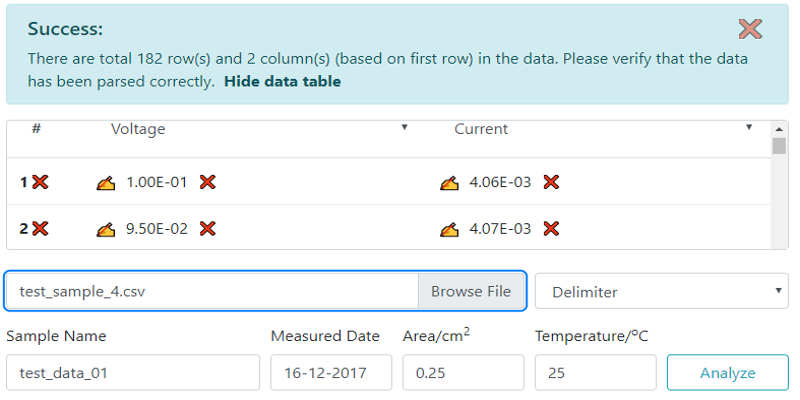 Success:
There are total 182 row(s) and 2 column(s) (based on first row) in the data. Please verify that the data
has been parsed correctly. Hide data table
# Voltage Current
1 1.00E-01 4.06E-03
2 9.50E-02 4.07E-03
test_sample_4.csv Browse File Delimiter
Sample Name Measured Date Area/cm² Temperature/°C
test_data_01 16-12-2017 0.25 25 Analyze